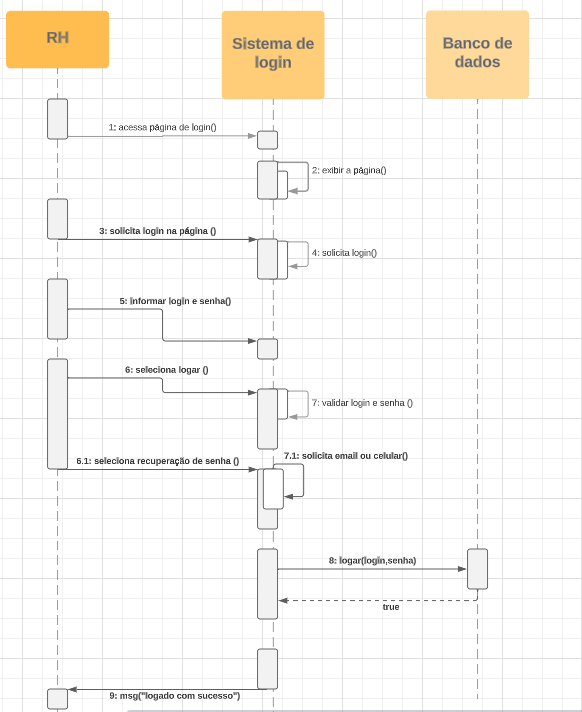 RH
Sistema de
login
Banco de
dados
1: acessa página de login()
2: exibir a página()
3: solicita login na página ()
4: solicita login()
5: informar login e senha()
6: seleciona logar ()
7: validar login e senha ()
6.1: seleciona recuperação de senha ()
7.1: solicita email ou celular()
8: logar(login,senha)
true
9: msg("logado com sucesso")